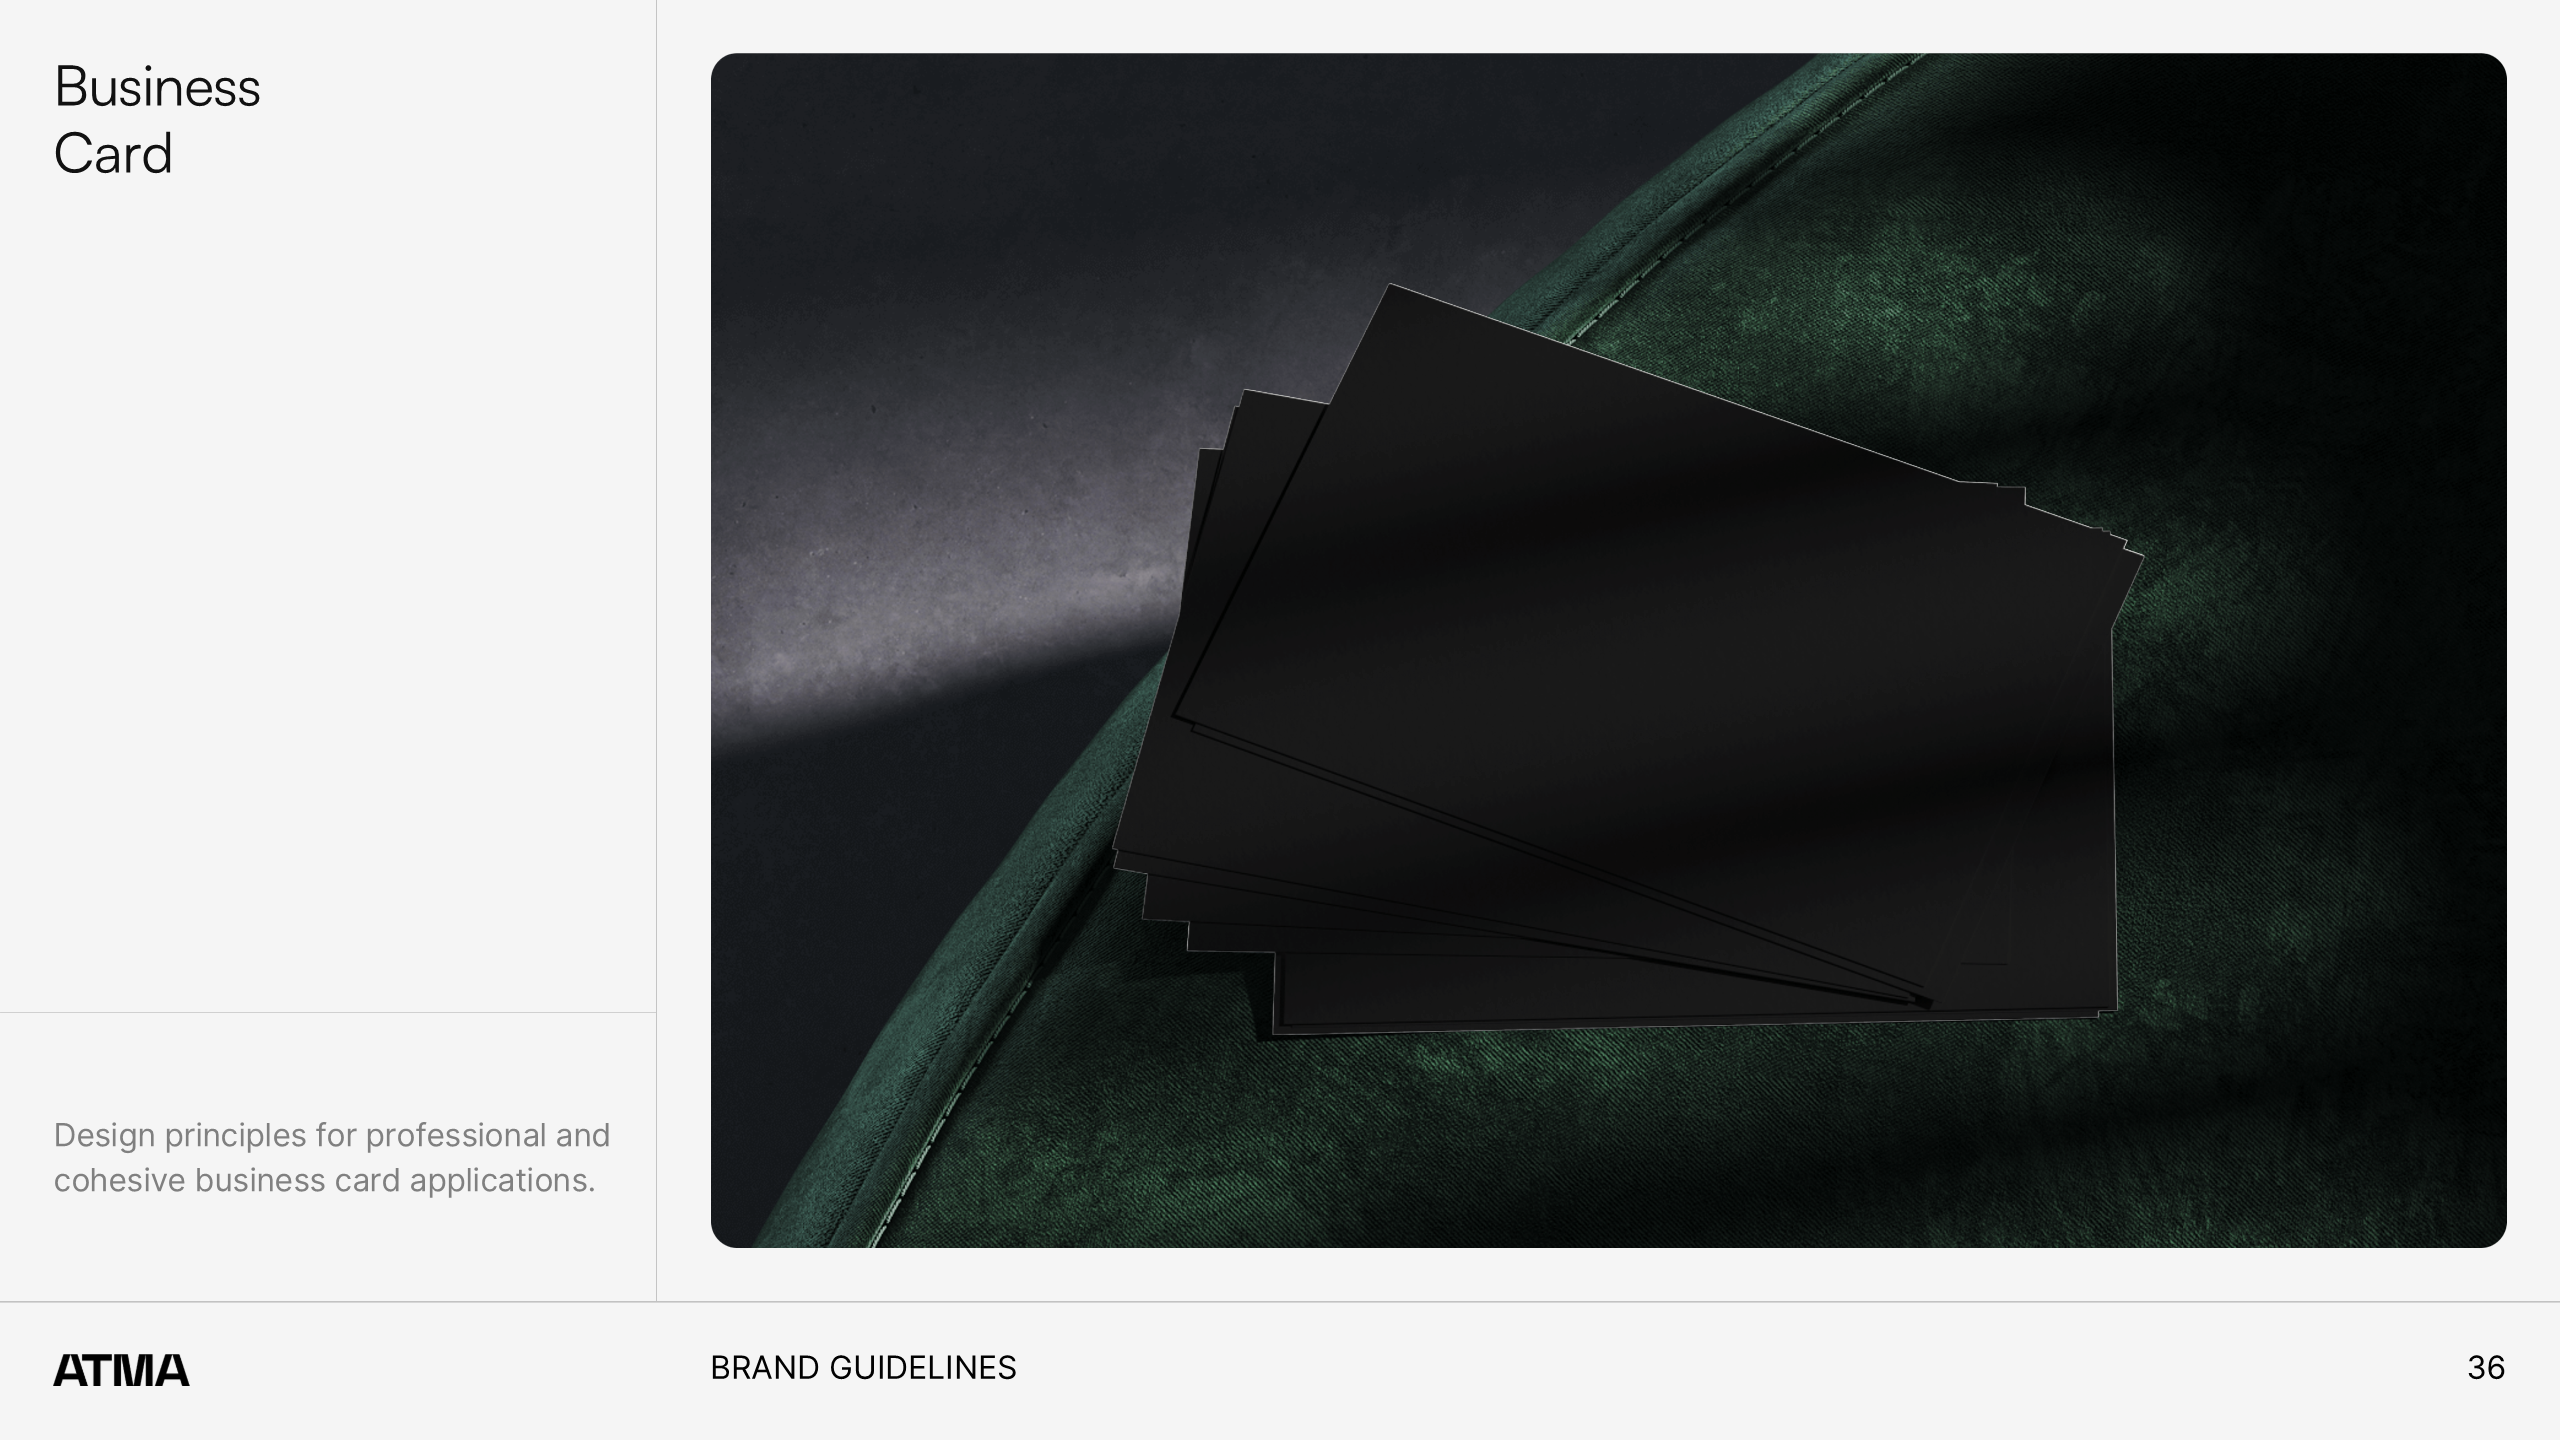 Business
Card
Design principles for professional and
cohesive business card applications.
ATMA
BRAND GUIDELINES
36